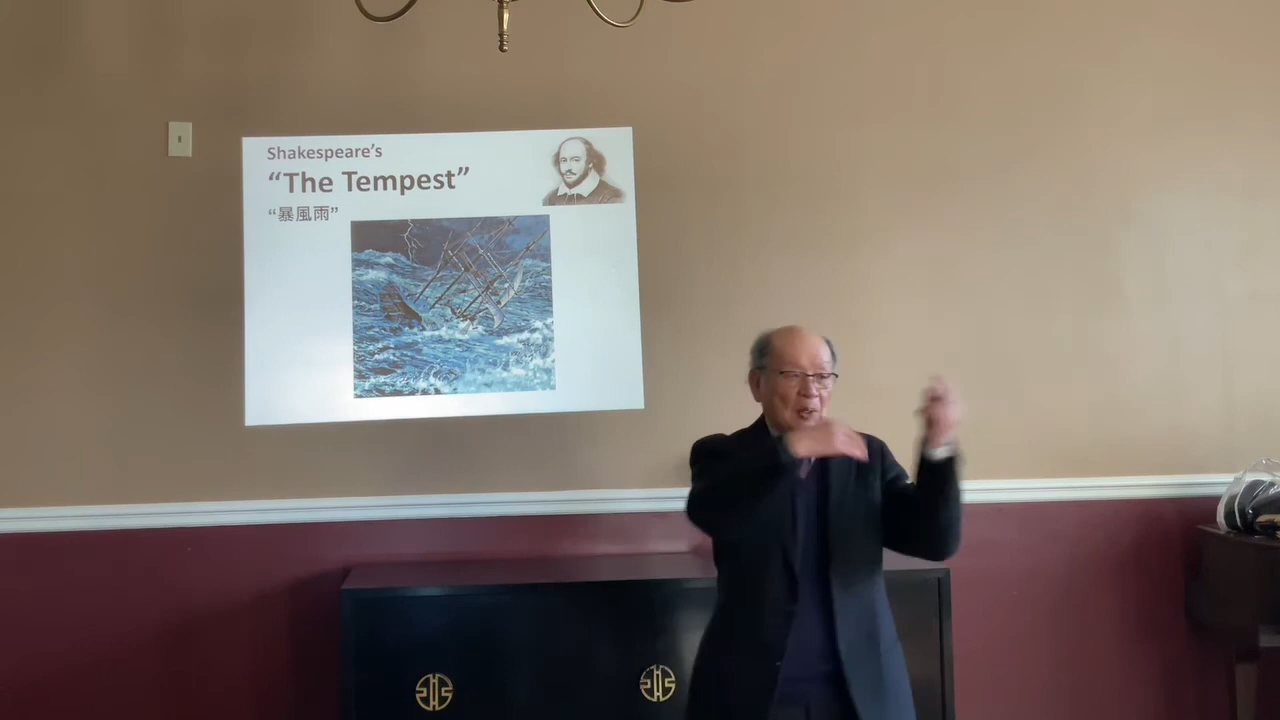 Shakespeare's
“The Tempest”
“暴風雨”